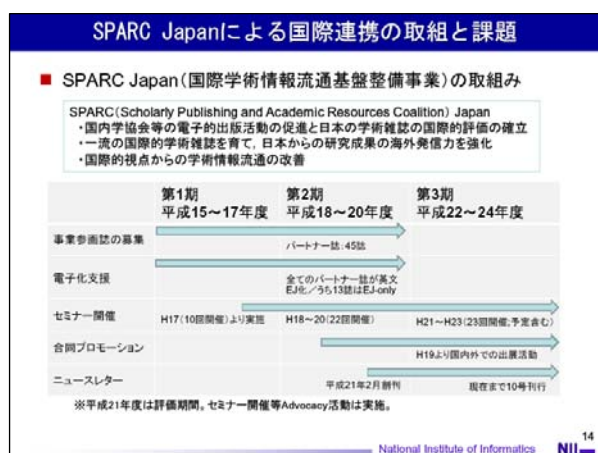 SPARC Japanによる国際連携の取組と課題
■ SPARC Japan(国際学術情報流通基盤整備事業)の取組み
SPARC(Scholarly Publishing and Academic Resources Coalition) Japan
・国内学協会等の電子的出版活動の促進と日本の学術雑誌の国際的評価の確立
・一流の国際的学術雑誌を育て,日本からの研究成果の海外発信力を強化
・国際的視点からの学術情報流通の改善
第1期 第2期 第3期
平成15~17年度 平成18~20年度 平成22~24年度
事業参画誌の募集
パートナー誌:45誌
電子化支援
全てのパートナー誌が英文
EJ化/うち13誌はEJ-only
セミナー開催
H17(10回開催)より実施 H18~20(22回開催) H21~H23(23回開催;予定含む)
合同プロモーション
H19より国内外での出展活動
ニュースレター
平成21年2月創刊 現在まで10号刊行
※平成21年度は評価期間。セミナー開催等Advocacy活動は実施。
14
National Institute of Informatics NII